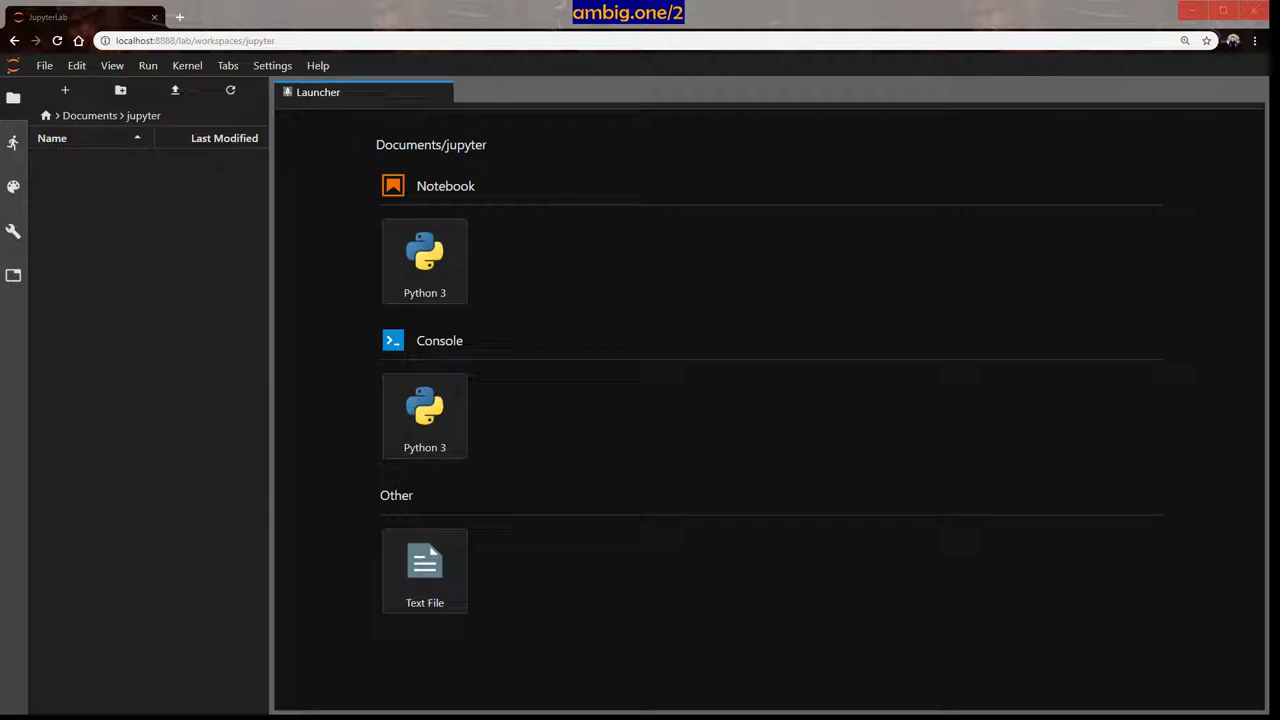 ambig.one/2
JupyterLab
localhost:8888/lab/workspaces/jupyter
File Edit View Run Kernel Tabs Settings Help
Launcher
Documents jupyter
Name Last Modified
Documents/jupyter
Notebook
Python 3
Console
Python 3
Other
Text File